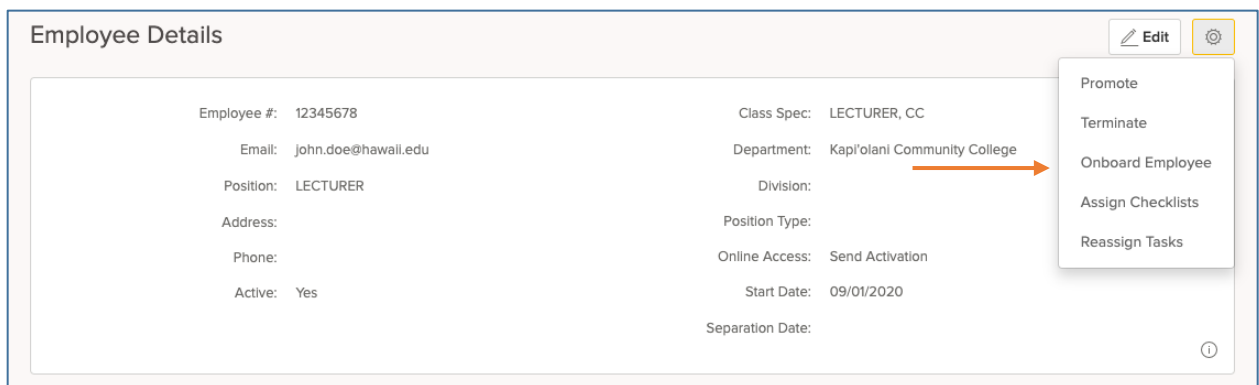 Employee Details
Edit
Promote
Terminate
Onboard Employee
Assign Checklists
Reassign Tasks
Employee #: 12345678
Email: john.doe@hawaii.edu
Position: LECTURER
Address:
Phone:
Active: Yes
Class Spec: LECTURER, CC
Department: Kapi'olani Community College
Division:
Position Type:
Online Access: Send Activation
Start Date: 09/01/2020
Separation Date: